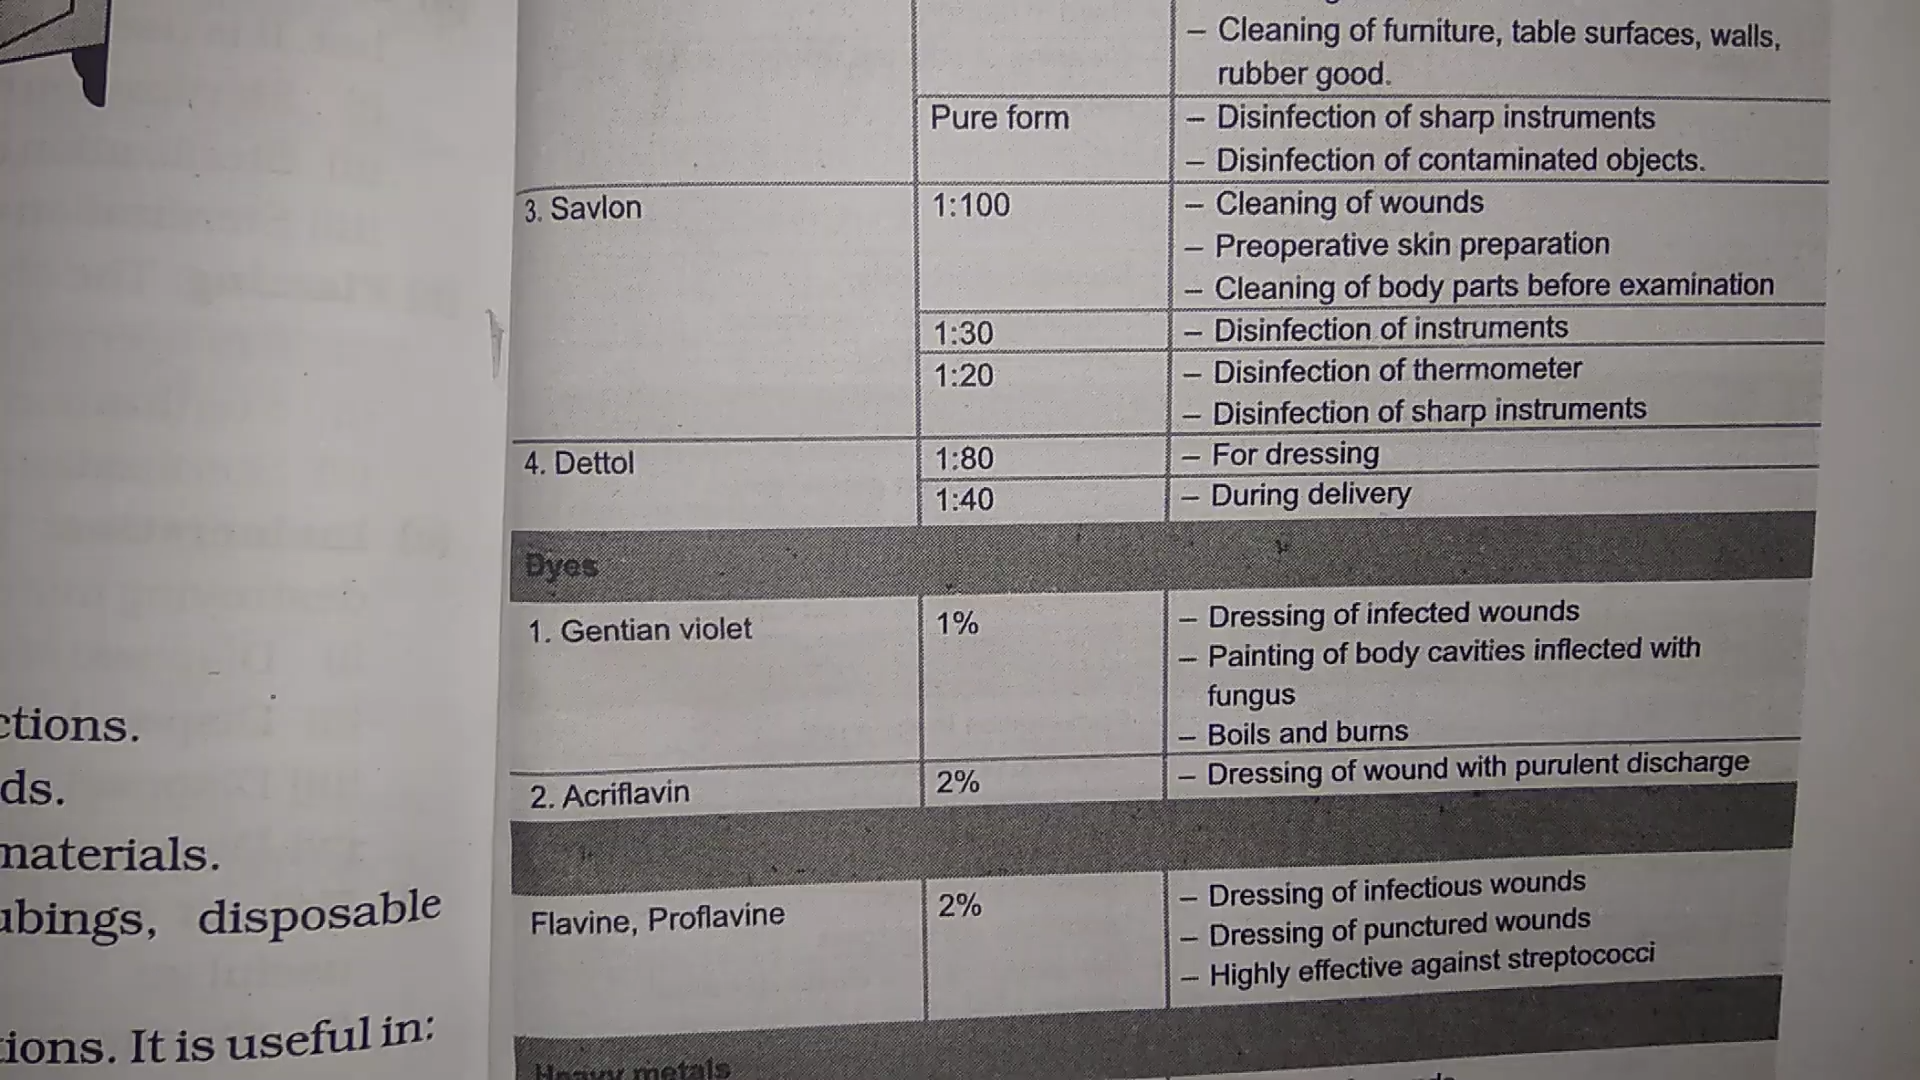 – Cleaning of furniture, table surfaces, walls,
rubber good.
Pure form – Disinfection of sharp instruments
– Disinfection of contaminated objects.
3. Savlon 1:100 – Cleaning of wounds
– Preoperative skin preparation
– Cleaning of body parts before examination
1:30 – Disinfection of instruments
1:20 – Disinfection of thermometer
– Disinfection of sharp instruments
4. Dettol 1:80 – For dressing
1:40 – During delivery
Dyes
1. Gentian violet 1% – Dressing of infected wounds
– Painting of body cavities inflected with
fungus
– Boils and burns
2. Acriflavin 2% – Dressing of wound with purulent discharge
Flavine, Proflavine 2% – Dressing of infectious wounds
– Dressing of punctured wounds
– Highly effective against streptococci
Heavy metals
ctions.
ds.
materials.
ubings, disposable
tions. It is useful in: